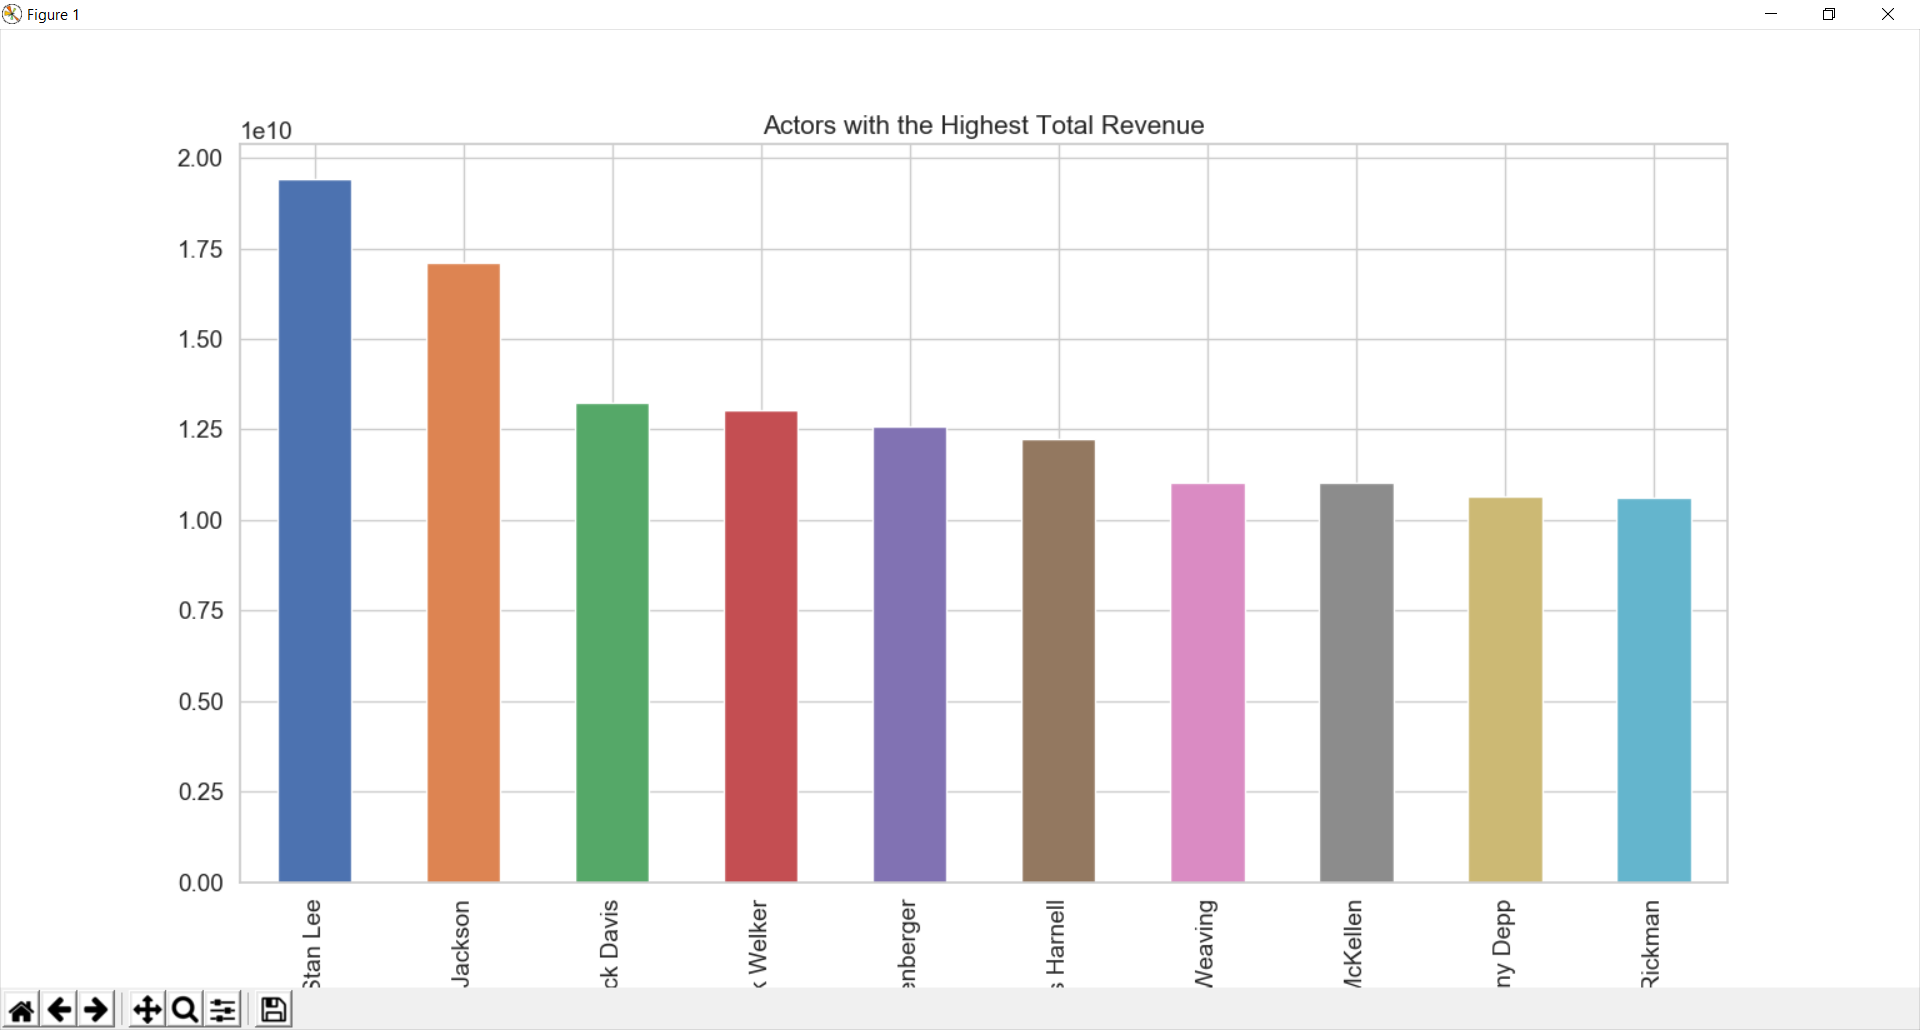 Figure 1
Actors with the Highest Total Revenue
1e10
2.00
1.75
1.50
1.25
1.00
0.75
0.50
0.25
0.00
Stan Lee
Jackson
ck Davis
Welker
enberger
s Harnell
Weaving
McKellen
ny Depp
Rickman